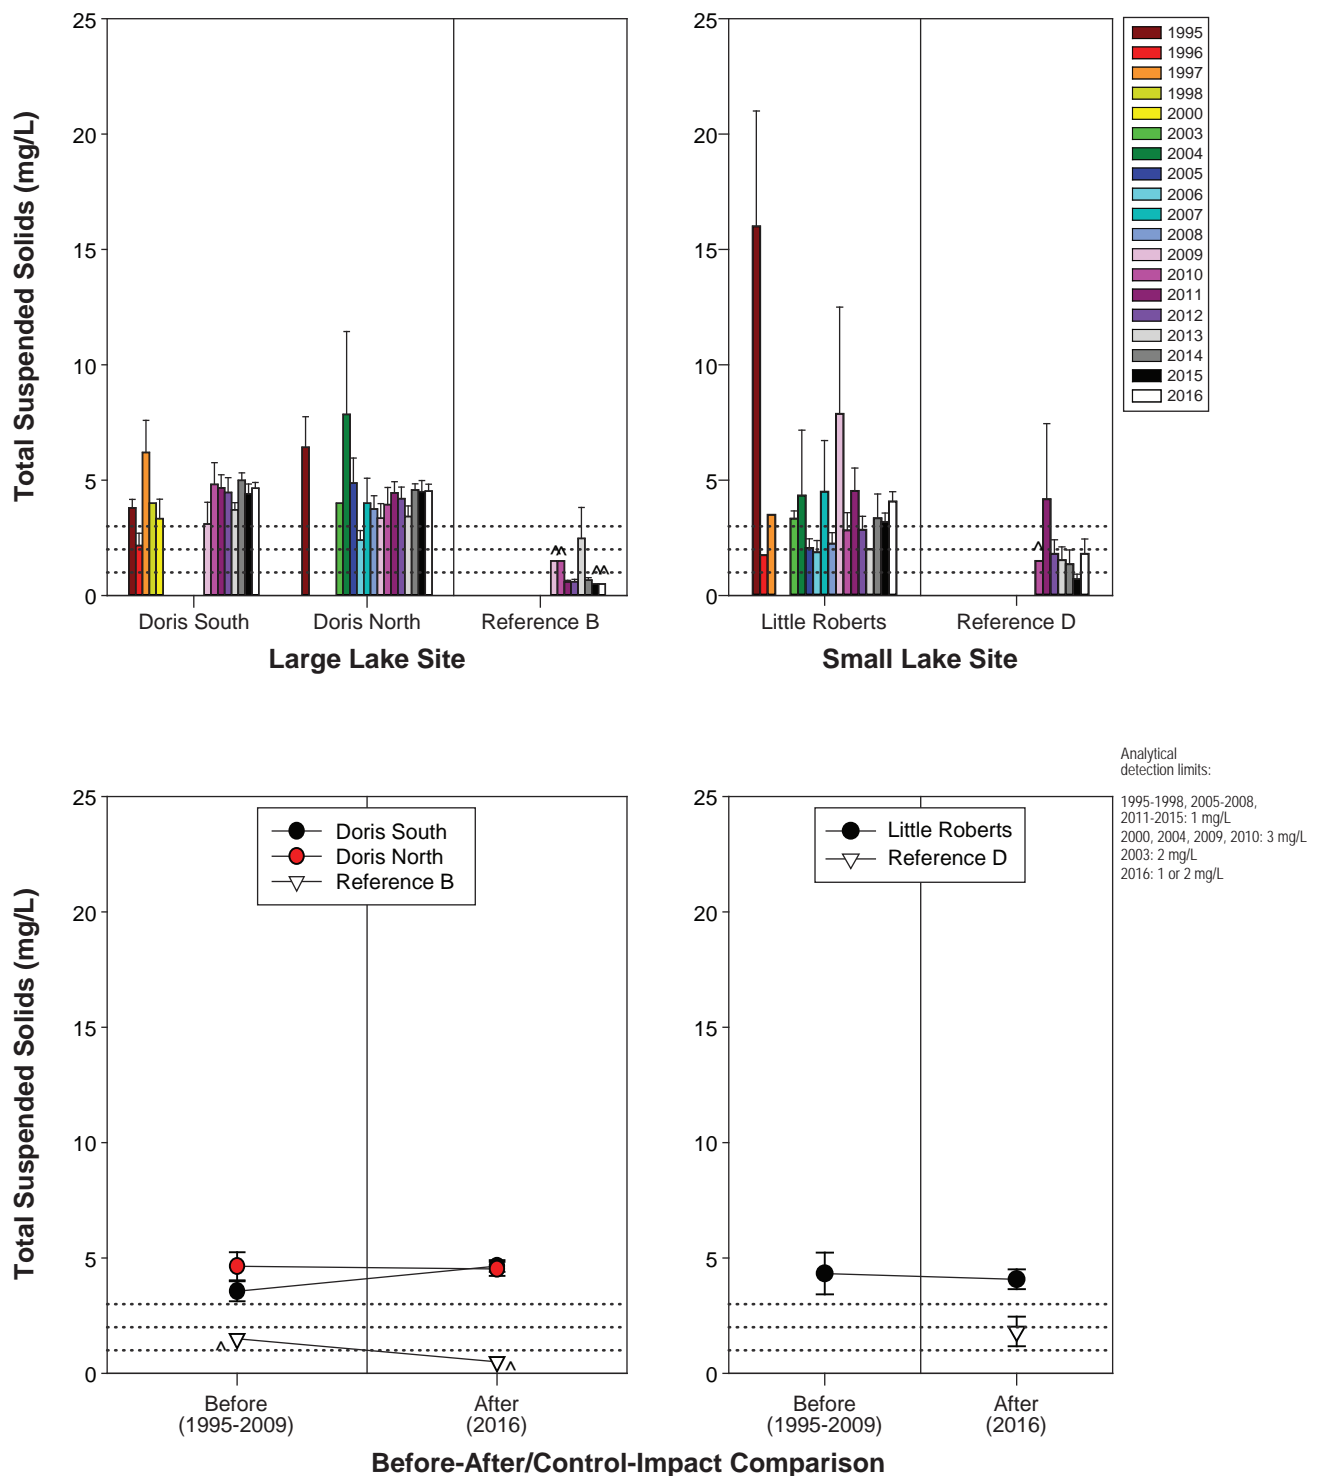 Total Suspended Solids (mg/L)
25
20
15
10
5
0
Doris South
Doris North
Reference B
^^
^^
Large Lake Site
25
20
15
10
5
0
Little Roberts
Reference D
^
Small Lake Site
1995
1996
1997
1998
2000
2003
2004
2005
2006
2007
2008
2009
2010
2011
2012
2013
2014
2015
2016
Analytical
detection limits:
1995-1998, 2005-2008,
2011-2015: 1 mg/L
2000, 2004, 2009, 2010: 3 mg/L
2003: 2 mg/L
2016: 1 or 2 mg/L
Total Suspended Solids (mg/L)
25
20
15
10
5
0
Doris South
Doris North
Reference B
^
^
Before
(1995-2009)
After
(2016)
25
20
15
10
5
0
Little Roberts
Reference D
Before
(1995-2009)
After
(2016)
Before-After/Control-Impact Comparison